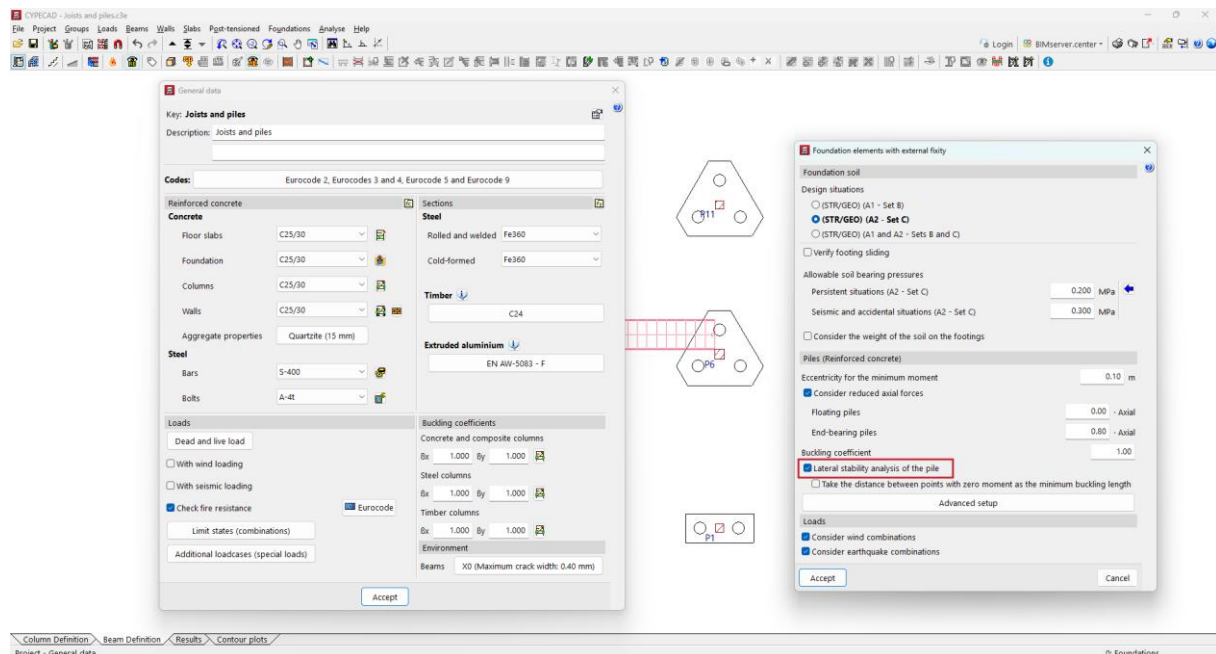 CYPECAD - Joists and piles.c3e
File Project Groups Loads Beams Walls Slabs Post-tensioned Foundations Analyse Help
Login BIMserver.center
General data
Key: Joists and piles
Description: Joists and piles
Codes: Eurocode 2, Eurocodes 3 and 4, Eurocode 5 and Eurocode 9
Reinforced concrete
Concrete
Floor slabs C25/30
Foundation C25/30
Columns C25/30
Walls C25/30
Aggregate properties Quartzite (15 mm)
Steel
Bars S-400
Bolts A-4t
Sections
Steel
Rolled and welded Fe360
Cold-formed Fe360
Timber
C24
Extruded aluminium
EN AW-5083 - F
Loads
Dead and live load
With wind loading
With seismic loading
Check fire resistance Eurocode
Limit states (combinations)
Additional loadcases (special loads)
Buckling coefficients
Concrete and composite columns
βx 1.000 βy 1.000
Steel columns
βx 1.000 βy 1.000
Timber columns
βx 1.000 βy 1.000
Environment
Beams X0 (Maximum crack width: 0.40 mm)
Accept
P11
P6
P1
Foundation elements with external fixity
Foundation soil
Design situations
(STR/GEO) (A1 - Set B)
(STR/GEO) (A2 - Set C)
(STR/GEO) (A1 and A2 - Sets B and C)
Verify footing sliding
Allowable soil bearing pressures
Persistent situations (A2 - Set C) 0.200 MPa
Seismic and accidental situations (A2 - Set C) 0.300 MPa
Consider the weight of the soil on the footings
Piles (Reinforced concrete)
Eccentricity for the minimum moment 0.10 m
Consider reduced axial forces
Floating piles 0.00 · Axial
End-bearing piles 0.80 · Axial
Buckling coefficient 1.00
Lateral stability analysis of the pile
Take the distance between points with zero moment as the minimum buckling length
Advanced setup
Loads
Consider wind combinations
Consider earthquake combinations
Accept Cancel
Column Definition Beam Definition Results Contour plots
Project - General data 0: Foundations